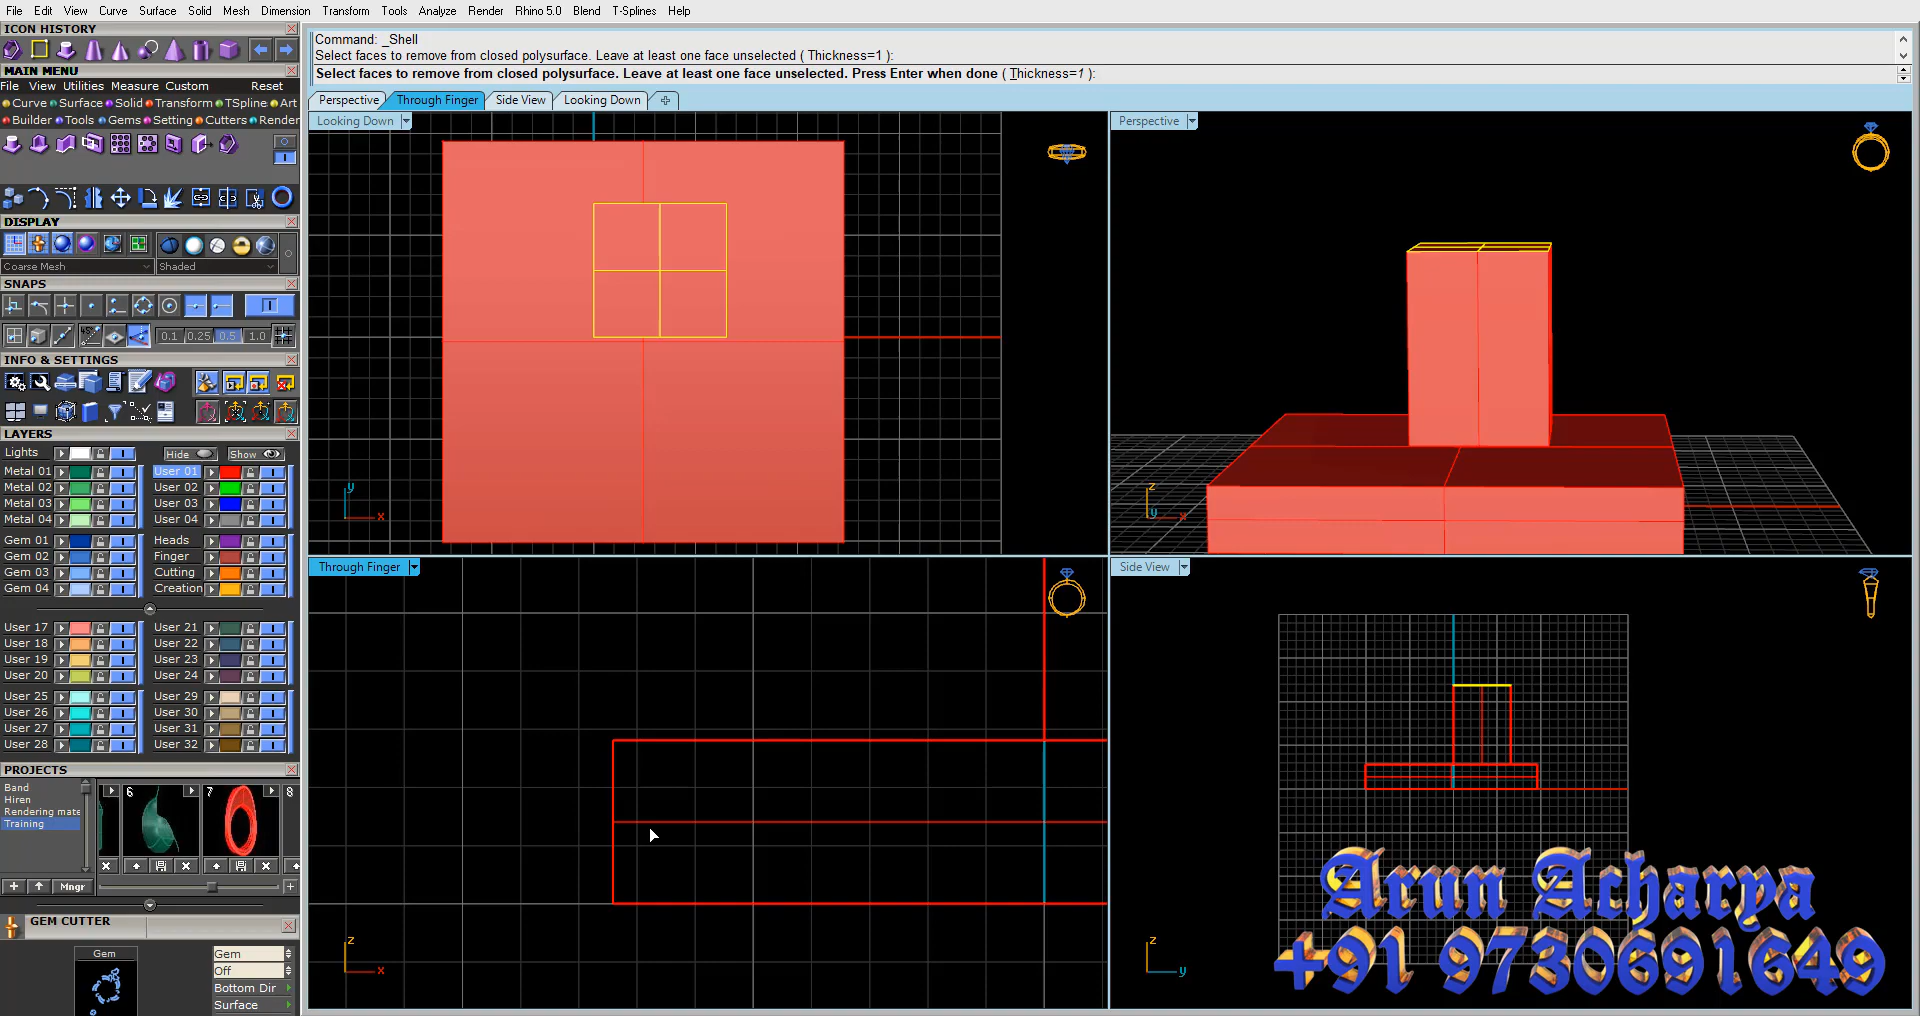 File Edit View Curve Surface Solid Mesh Dimension Transform Tools Analyze Render Rhino 5.0 Blend T-Splines Help
ICON HISTORY
MAIN MENU
File View Utilities Measure Custom Reset
Curve Surface Solid Transform TSpline Art
Builder Tools Gems Setting Cutters Render
DISPLAY
Coarse Mesh Shaded
SNAPS
45°
0.1 0.25 0.5 1.0
INFO & SETTINGS
LAYERS
Lights Hide Show
Metal 01 User 01
Metal 02 User 02
Metal 03 User 03
Metal 04 User 04
Gem 01 Heads
Gem 02 Finger
Gem 03 Cutting
Gem 04 Creation
User 17 User 21
User 18 User 22
User 19 User 23
User 20 User 24
User 25 User 29
User 26 User 30
User 27 User 31
User 28 User 32
PROJECTS
Band
Hiren
Rendering mate
Training
6 7 8
Mngr
GEM CUTTER
Gem Gem
Off
Bottom Dir
Surface
Command: _Shell
Select faces to remove from closed polysurface. Leave at least one face unselected ( Thickness=1 ):
Select faces to remove from closed polysurface. Leave at least one face unselected. Press Enter when done ( Thickness=1 ):
Perspective Through Finger Side View Looking Down
Looking Down
y
x
Perspective
z
y x
Through Finger
z
x
Side View
z
y
Arun Acharya
+91 9730691649